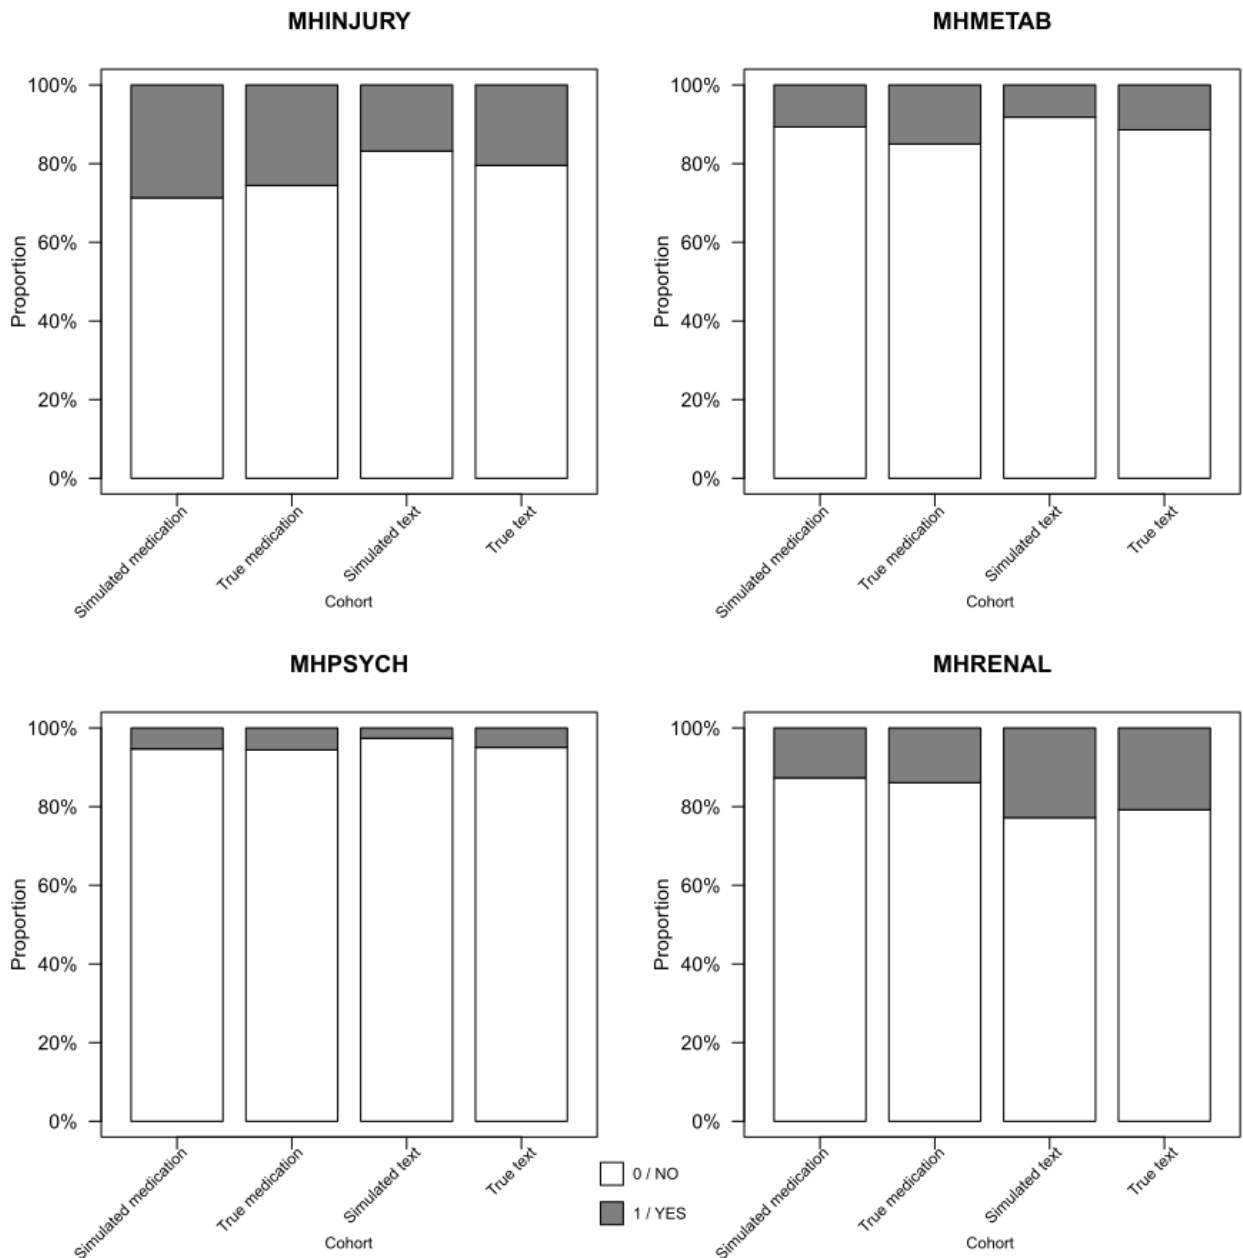 MHINJURY
Proportion
100%
80%
60%
40%
20%
0%
Simulated medication
True medication
Simulated text
True text
Cohort
MHMETAB
Proportion
100%
80%
60%
40%
20%
0%
Simulated medication
True medication
Simulated text
True text
Cohort
MHPSYCH
Proportion
100%
80%
60%
40%
20%
0%
Simulated medication
True medication
Simulated text
True text
Cohort
0 / NO
1 / YES
MHRENAL
Proportion
100%
80%
60%
40%
20%
0%
Simulated medication
True medication
Simulated text
True text
Cohort